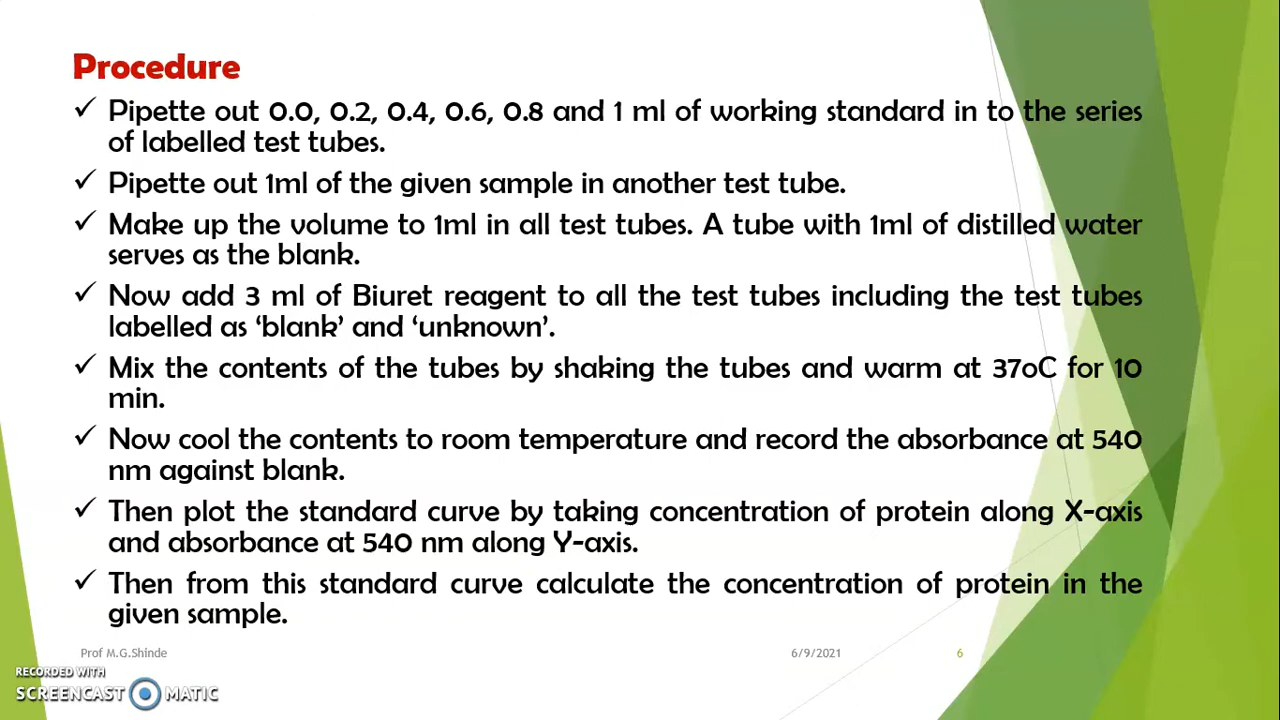 Procedure
✓ Pipette out 0.0, 0.2, 0.4, 0.6, 0.8 and 1 ml of working standard in to the series
of labelled test tubes.
✓ Pipette out 1ml of the given sample in another test tube.
✓ Make up the volume to 1ml in all test tubes. A tube with 1ml of distilled water
serves as the blank.
✓ Now add 3 ml of Biuret reagent to all the test tubes including the test tubes
labelled as ‘blank’ and ‘unknown’.
✓ Mix the contents of the tubes by shaking the tubes and warm at 37oC for 10
min.
✓ Now cool the contents to room temperature and record the absorbance at 540
nm against blank.
✓ Then plot the standard curve by taking concentration of protein along X-axis
and absorbance at 540 nm along Y-axis.
✓ Then from this standard curve calculate the concentration of protein in the
given sample.
Prof M.G.Shinde 6/9/2021 6
RECORDED WITH
SCREENCAST MATIC